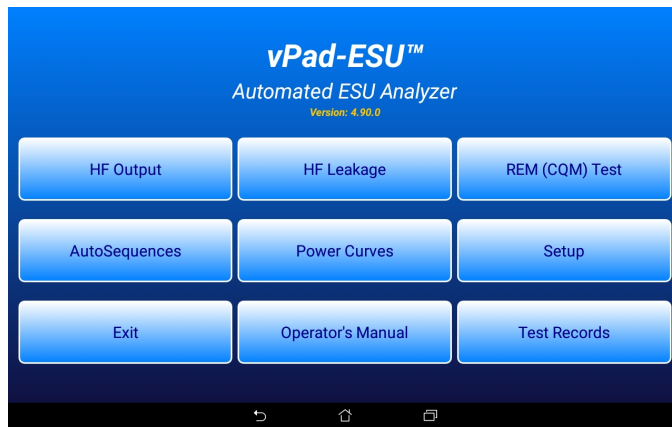 vPad-ESU™
Automated ESU Analyzer
Version: 4.90.0
HF Output
HF Leakage
REM (CQM) Test
AutoSequences
Power Curves
Setup
Exit
Operator's Manual
Test Records